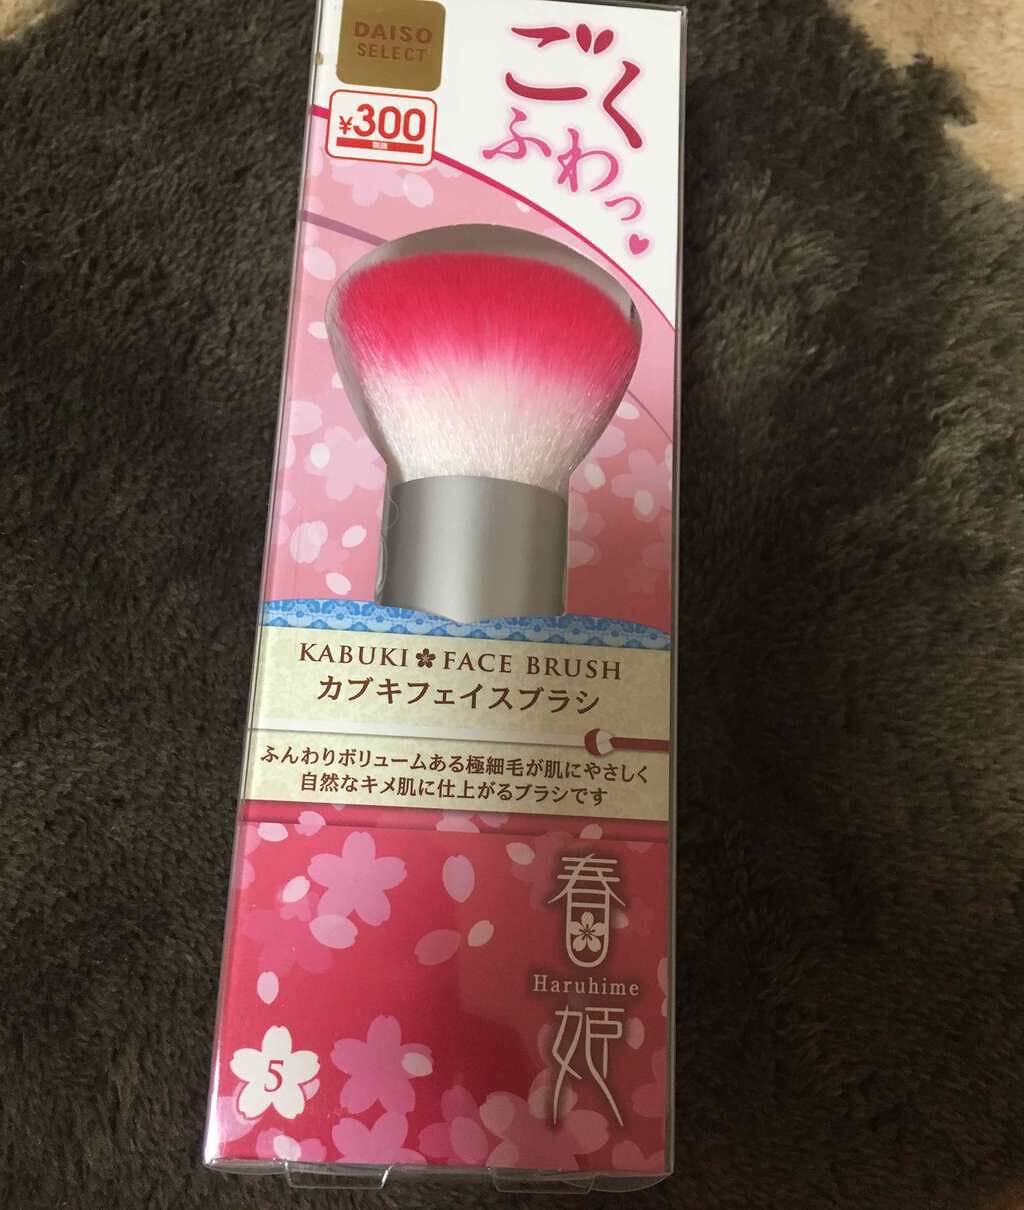 DAISO
SELECT
¥300
税抜
ごく
ふわっ♥
KABUKI FACE BRUSH
カブキフェイスブラシ
ふんわりボリュームある極細毛が肌にやさしく
自然なキメ肌に仕上がるブラシです
春
Haruhime
姫
5